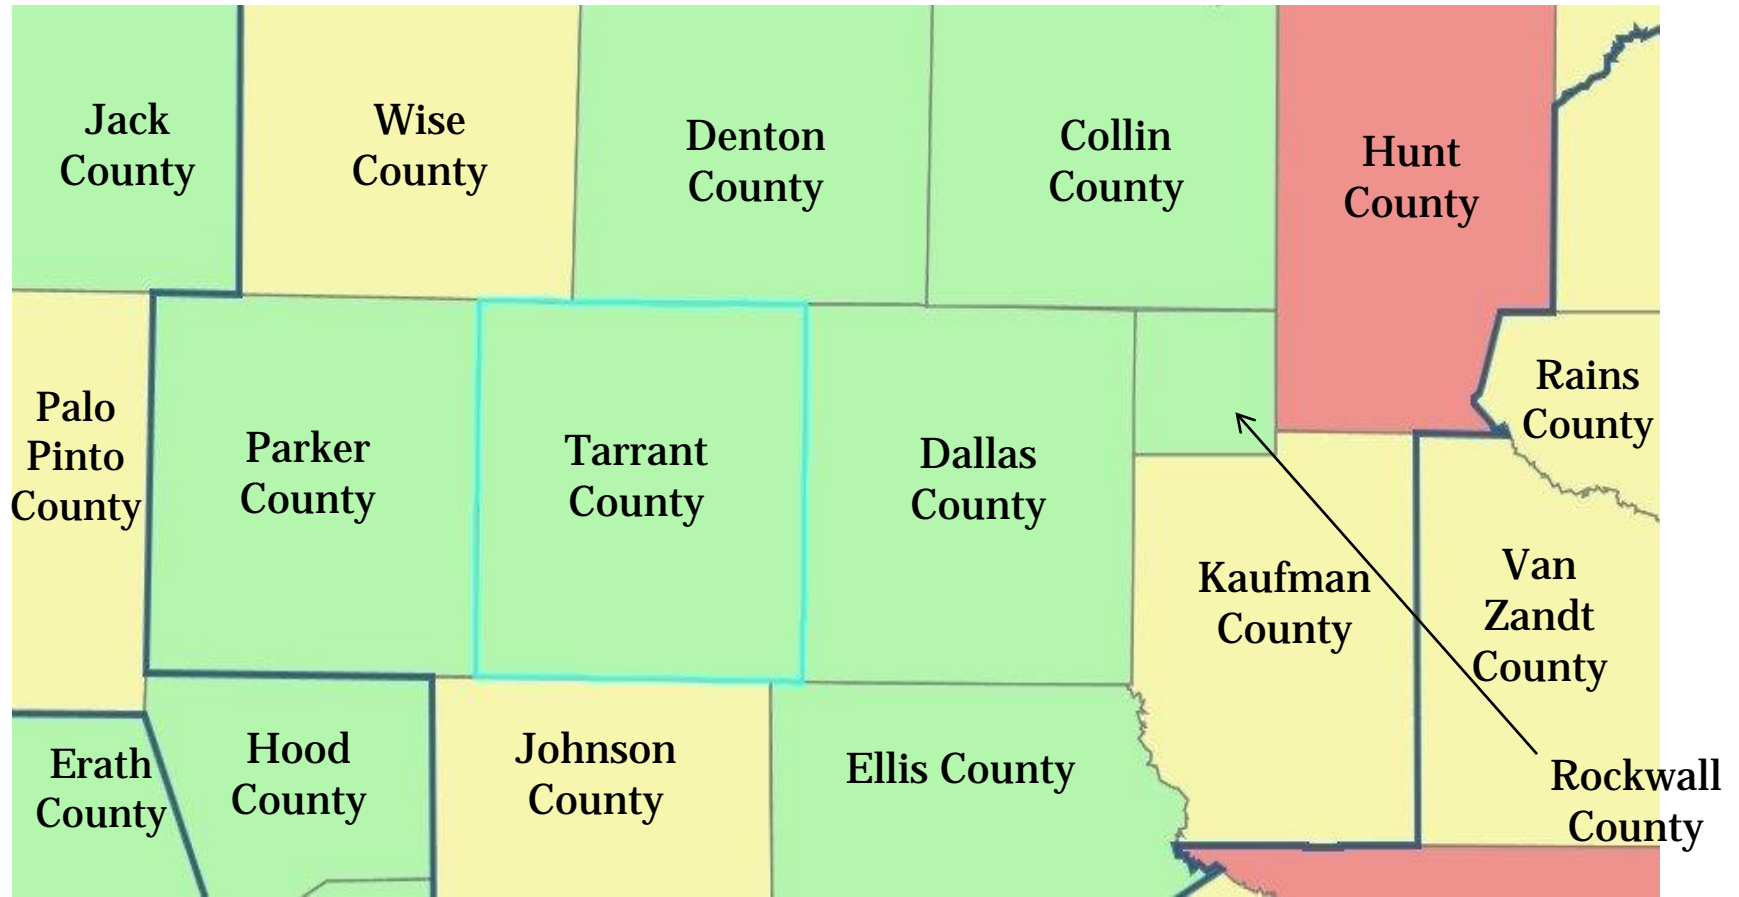 Jack
County
Wise
County
Denton
County
Collin
County
Hunt
County
Palo
Pinto
County
Parker
County
Tarrant
County
Dallas
County
Rains
County
Kaufman
County
Van
Zandt
County
Erath
County
Hood
County
Johnson
County
Ellis County
Rockwall
County